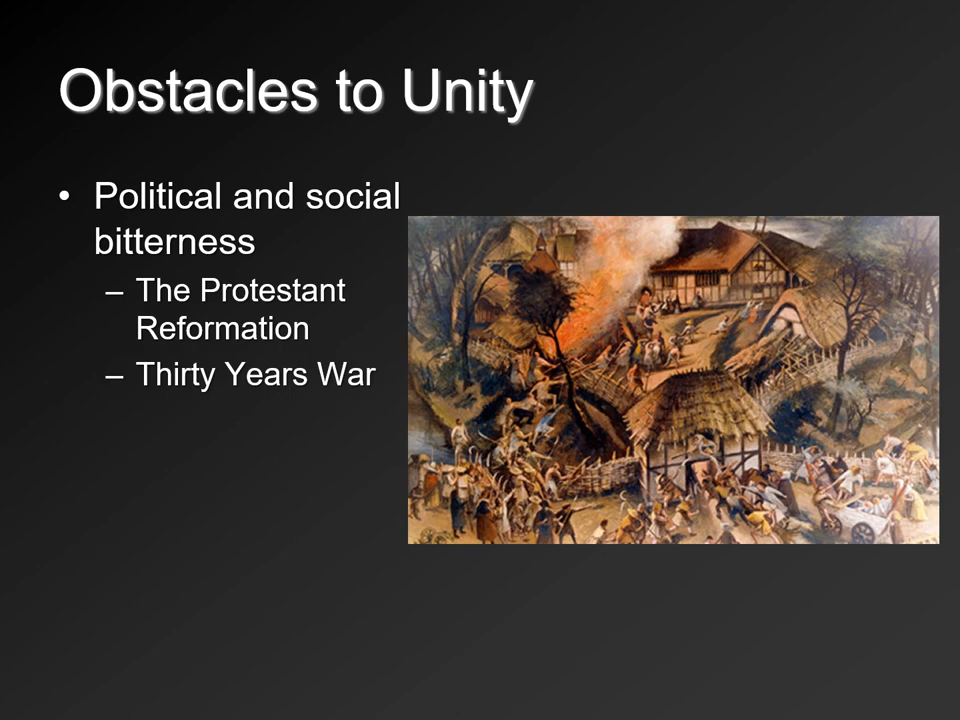 Obstacles to Unity
• Political and social
bitterness
– The Protestant
Reformation
– Thirty Years War